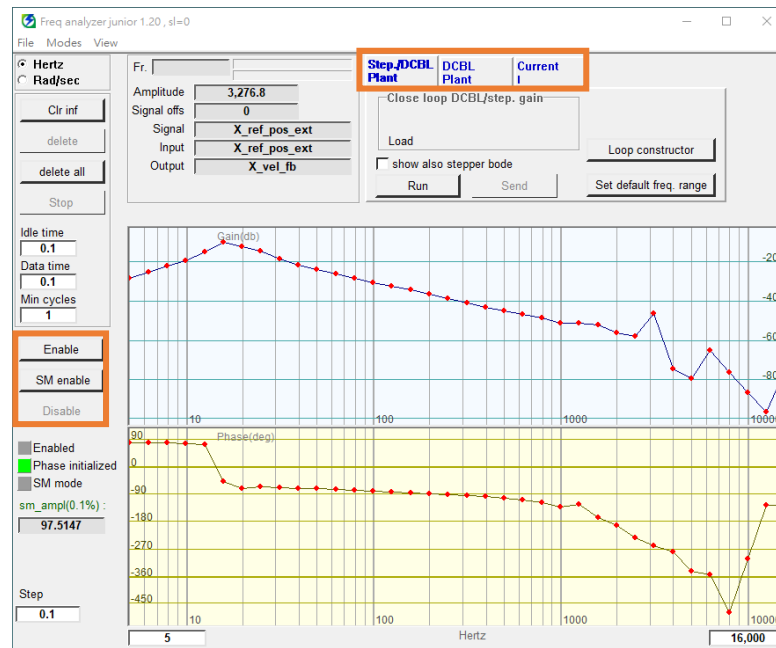 Freq analyzer junior 1.20 , sl=0
File Modes View
Hertz
Rad/sec
Clr inf
delete
delete all
Stop
Idle time
0.1
Data time
0.1
Min cycles
1
Enable
SM enable
Disable
Enabled
Phase initialized
SM mode
sm_ampl(0.1%) :
97.5147
Step
0.1
Fr.
Amplitude 3,276.8
Signal offs 0
Signal X_ref_pos_ext
Input X_ref_pos_ext
Output X_vel_fb
Step./DCBL Plant
DCBL Plant
Current I
Close loop DCBL/step. gain
Load
show also stepper bode
Run
Send
Loop constructor
Set default freq. range
Gain(db)
-20
-40
-60
-80
10 100 1000 10000
Phase(deg)
90
0
-90
-180
-270
-360
-450
10 100 1000 10000
5 Hertz 16,000